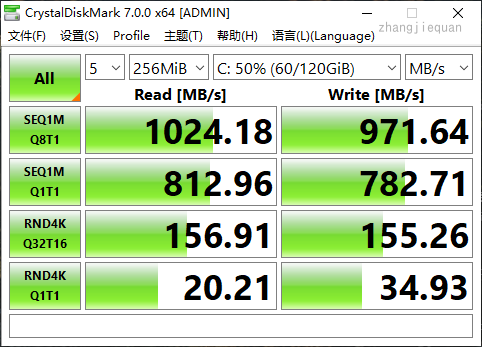 CrystalDiskMark 7.0.0 x64 [ADMIN]
zhangjiequan
文件(F) 设置(S) Profile 主题(T) 帮助(H) 语言(L)(Language)
All 5 256MiB C: 50% (60/120GiB) MB/s
Read [MB/s] Write [MB/s]
SEQ1M
Q8T1 1024.18 971.64
SEQ1M
Q1T1 812.96 782.71
RND4K
Q32T16 156.91 155.26
RND4K
Q1T1 20.21 34.93